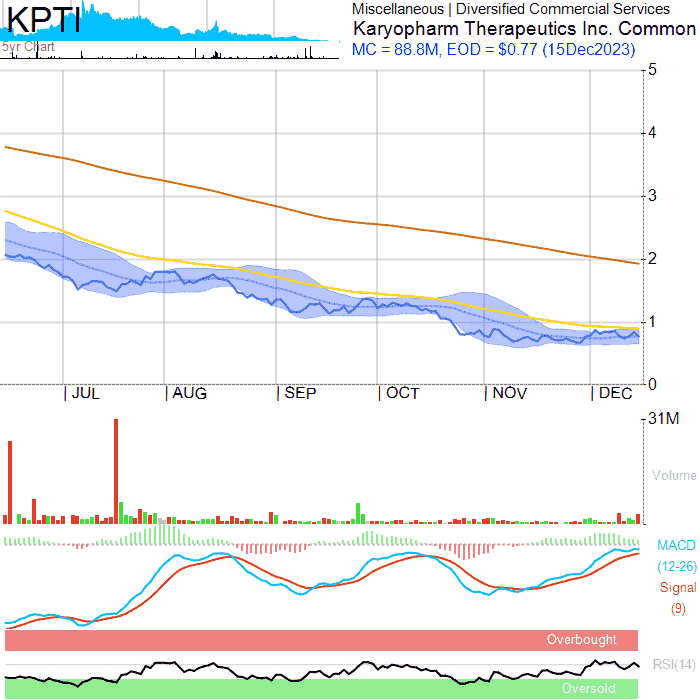 KPTI
5yr Chart
Miscellaneous | Diversified Commercial Services
Karyopharm Therapeutics Inc. Common
MC = 88.8M, EOD = $0.77 (15Dec2023)
5
4
3
2
1
0
JUL AUG SEP OCT NOV DEC
31M
Volume
MACD
(12-26)
Signal
(9)
Overbought
RSI(14)
Oversold